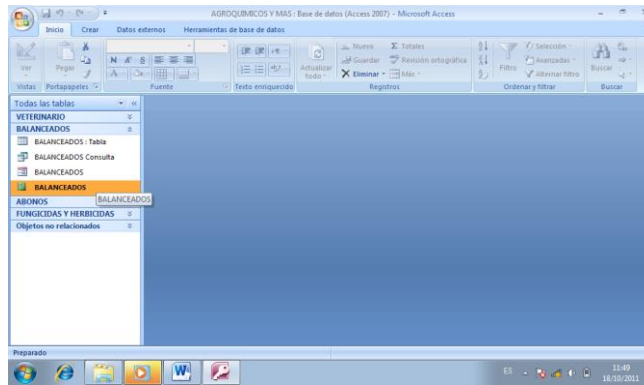 AGROQUIMICOS Y MAS : Base de datos (Access 2007) - Microsoft Access
Inicio Crear Datos externos Herramientas de base de datos
Ver
Pegar
N K S
Actualizar todo
Nuevo Σ Totales
Guardar Revisión ortográfica
Eliminar Más
Filtro
Selección
Avanzadas
Alternar filtro
Buscar
Vistas Portapapeles Fuente Texto enriquecido Registros Ordenar y filtrar Buscar
Todas las tablas
VETERINARIO
BALANCEADOS
BALANCEADOS : Tabla
BALANCEADOS Consulta
BALANCEADOS
BALANCEADOS
BALANCEADOS
ABONOS
FUNGICIDAS Y HERBICIDAS
Objetos no relacionados
Preparado
ES 11:49
18/10/2011